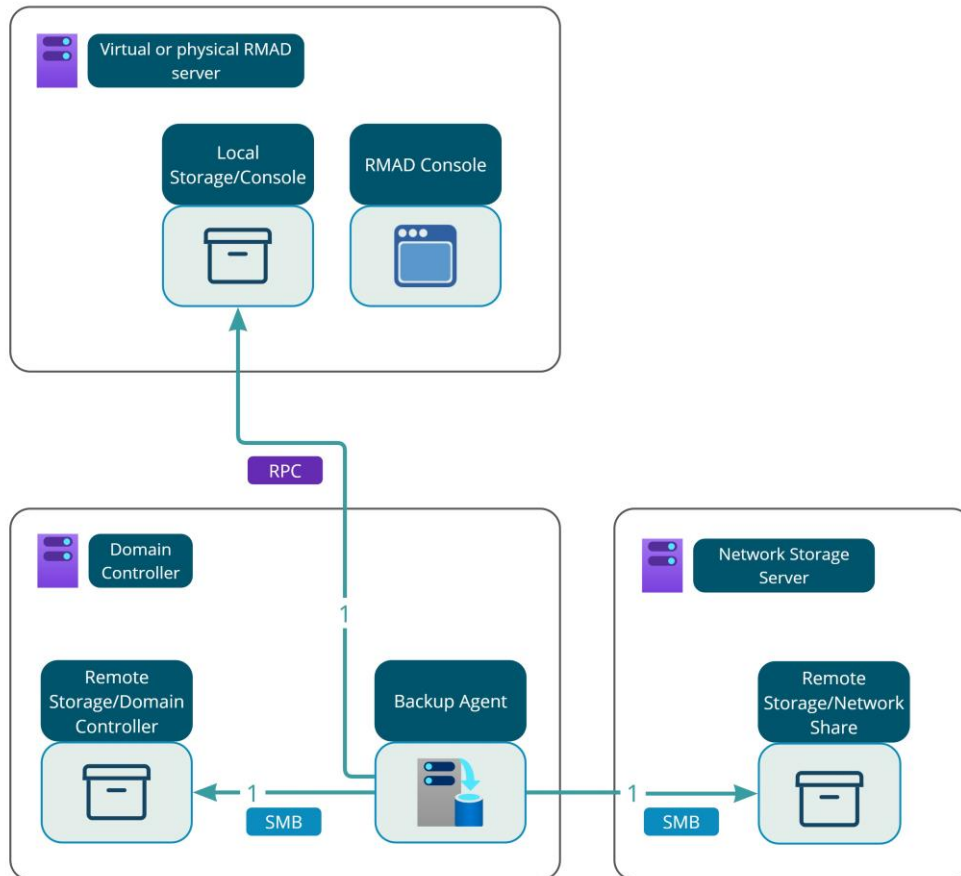 Virtual or physical RMAD
server
Local
Storage/Console
RMAD Console
RPC
Domain
Controller
Network Storage
Server
1
Remote
Storage/Domain
Controller
Backup Agent
Remote
Storage/Network
Share
1
SMB
1
SMB